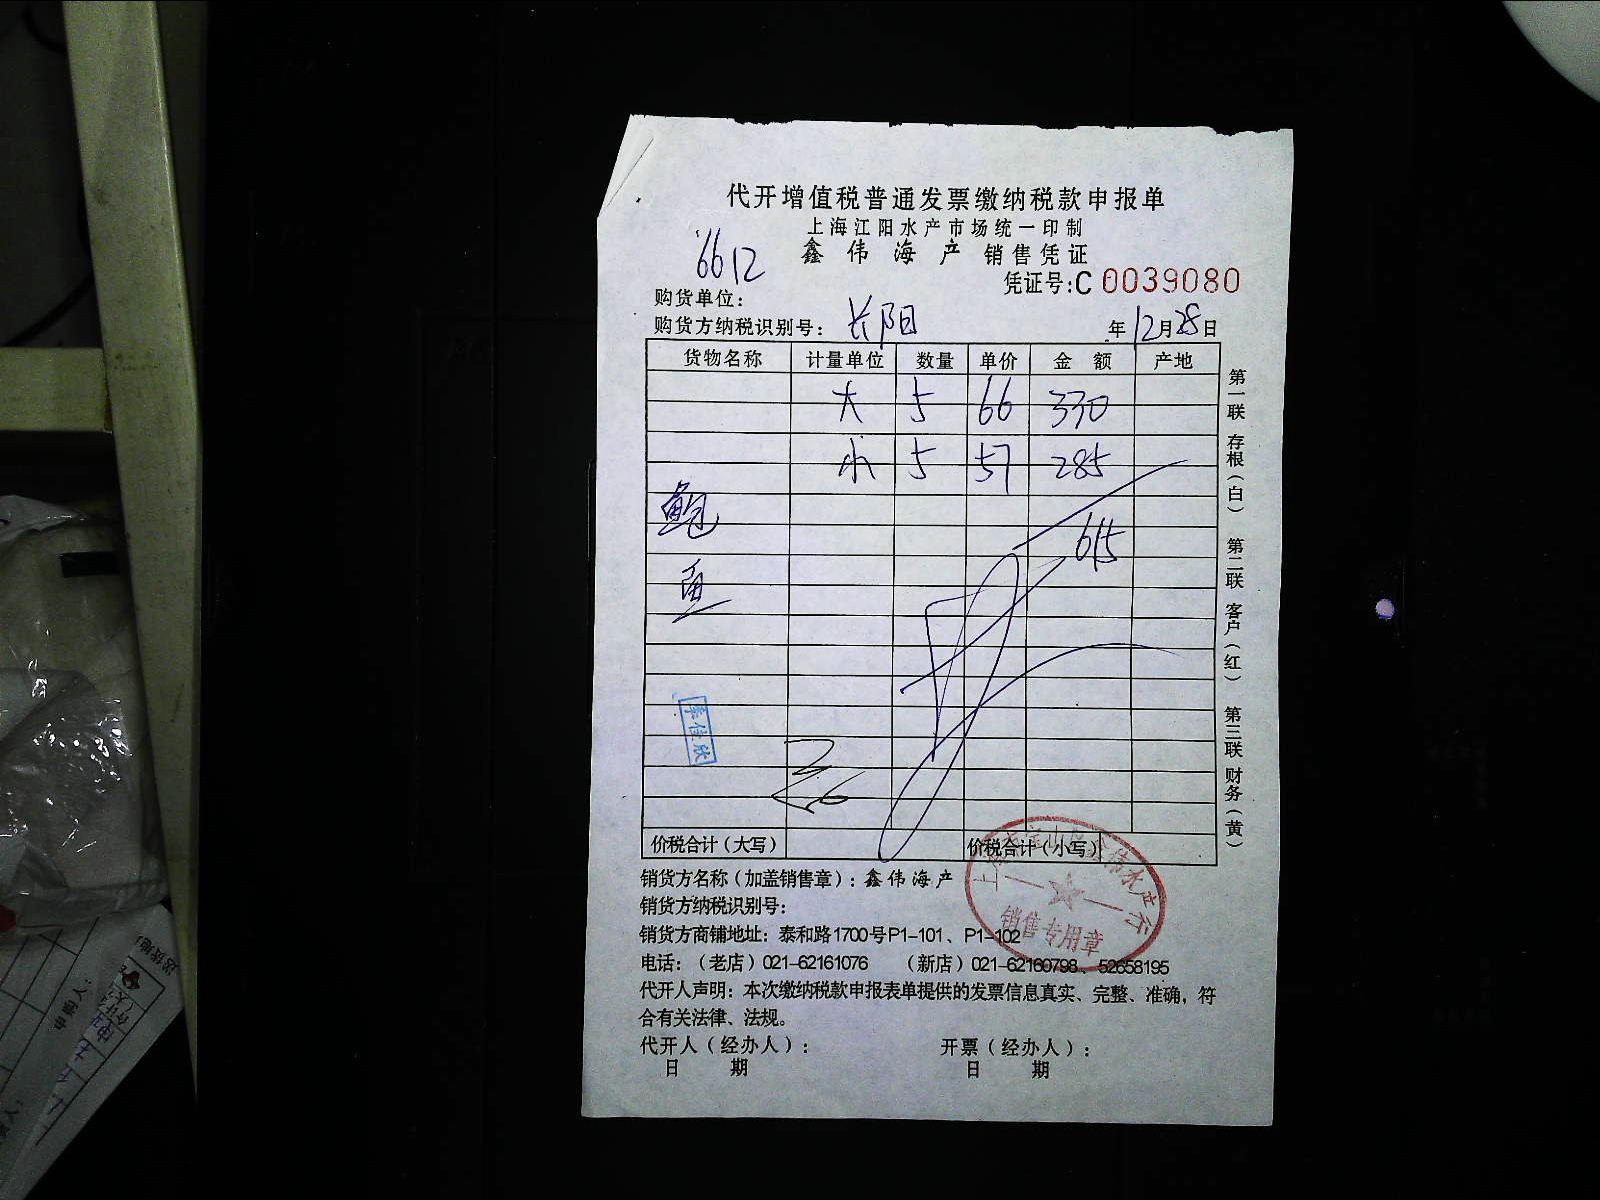 代开增值税普通发票缴纳税款申报单
上海江阳水产市场统一印制
6612
鑫伟海产 销售凭证
凭证号:C 0039080
购货单位:
购货方纳税识别号: 长阳 年12月28日
货物名称 计量单位 数量 单价 金额 产地
大 5 66 330
小 5 57 285
鲍
鱼
615
季佳欣
价税合计(大写) 价税合计(小写)
销货方名称(加盖销售章): 鑫伟海产
销货方纳税识别号:
销货方商铺地址: 泰和路1700号P1-101、P1-102
电话:(老店)021-62161076 (新店)021-62160798、52658195
代开人声明: 本次缴纳税款申报表单提供的发票信息真实、完整、准确, 符
合有关法律、法规。
代开人(经办人): 开票(经办人):
日 期 日 期
第一联 存根(白) 第二联 客户(红) 第三联 财务(黄)
销售专用章
申购人: